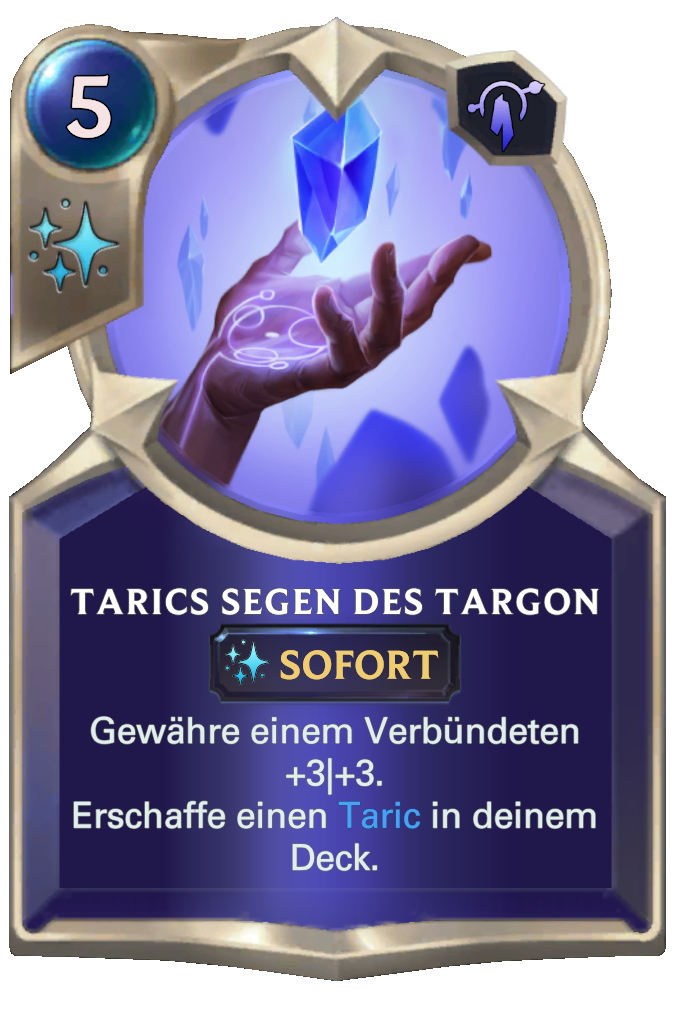 5
TARICS SEGEN DES TARGON
SOFORT
Gewähre einem Verbündeten
+3|+3.
Erschaffe einen Taric in deinem
Deck.